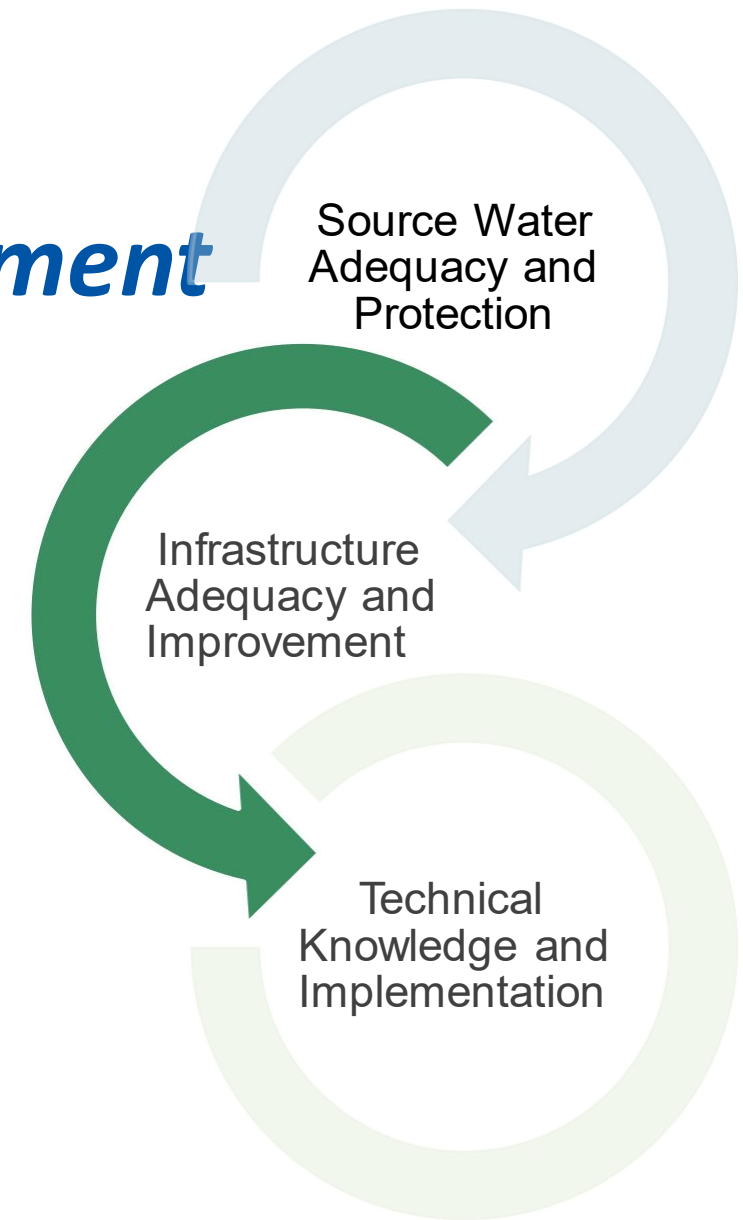 ment
Source Water
Adequacy and
Protection
Infrastructure
Adequacy and
Improvement
Technical
Knowledge and
Implementation